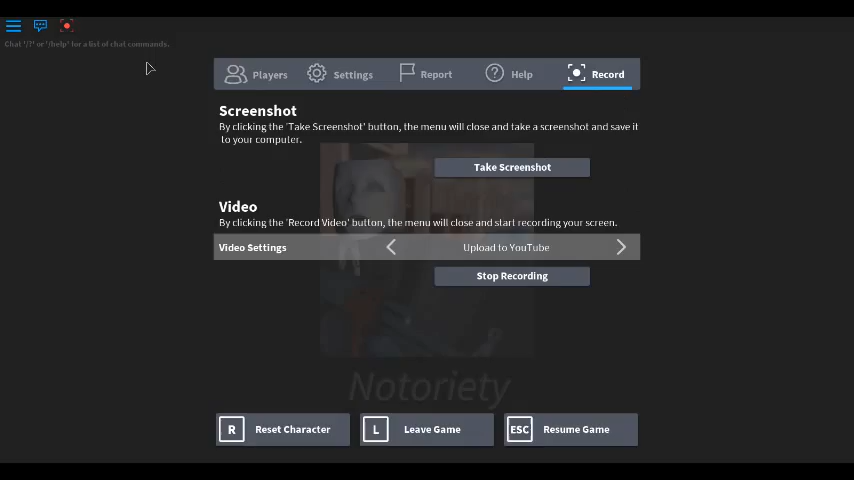 Chat '/?' or '/help' for a list of chat commands.
Players Settings Report Help Record
Screenshot
By clicking the 'Take Screenshot' button, the menu will close and take a screenshot and save it
to your computer.
Take Screenshot
Video
By clicking the 'Record Video' button, the menu will close and start recording your screen.
Video Settings Upload to YouTube
Stop Recording
Notoriety
R Reset Character L Leave Game ESC Resume Game